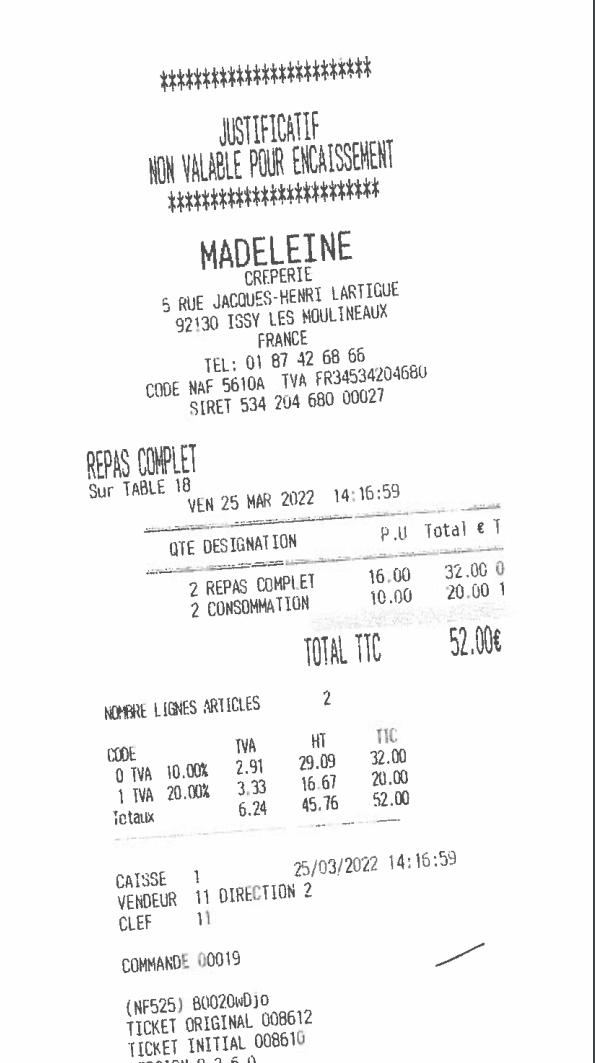 **************************
JUSTIFICATIF
NON VALABLE POUR ENCAISSEMENT
**************************
MADELEINE
CREPERIE
5 RUE JACQUES-HENRI LARTIGUE
92130 ISSY LES MOULINEAUX
FRANCE
TEL: 01 87 42 68 66
CODE NAF 5610A TVA FR34534204680
SIRET 534 204 680 00027
REPAS COMPLET
Sur TABLE 18
VEN 25 MAR 2022 14:16:59
QTE DESIGNATION P.U Total € T
2 REPAS COMPLET 16.00 32.00 0
2 CONSOMMATION 10.00 20.00 1
TOTAL TTC 52.00€
NOMBRE LIGNES ARTICLES 2
CODE TVA HT TTC
0 TVA 10.00% 2.91 29.09 32.00
1 TVA 20.00% 3.33 16.67 20.00
Totaux 6.24 45.76 52.00
CAISSE 1 25/03/2022 14:16:59
VENDEUR 11 DIRECTION 2
CLEF 11
COMMANDE 00019
(NF525) B0020wDjo
TICKET ORIGINAL 008612
TICKET INITIAL 008610